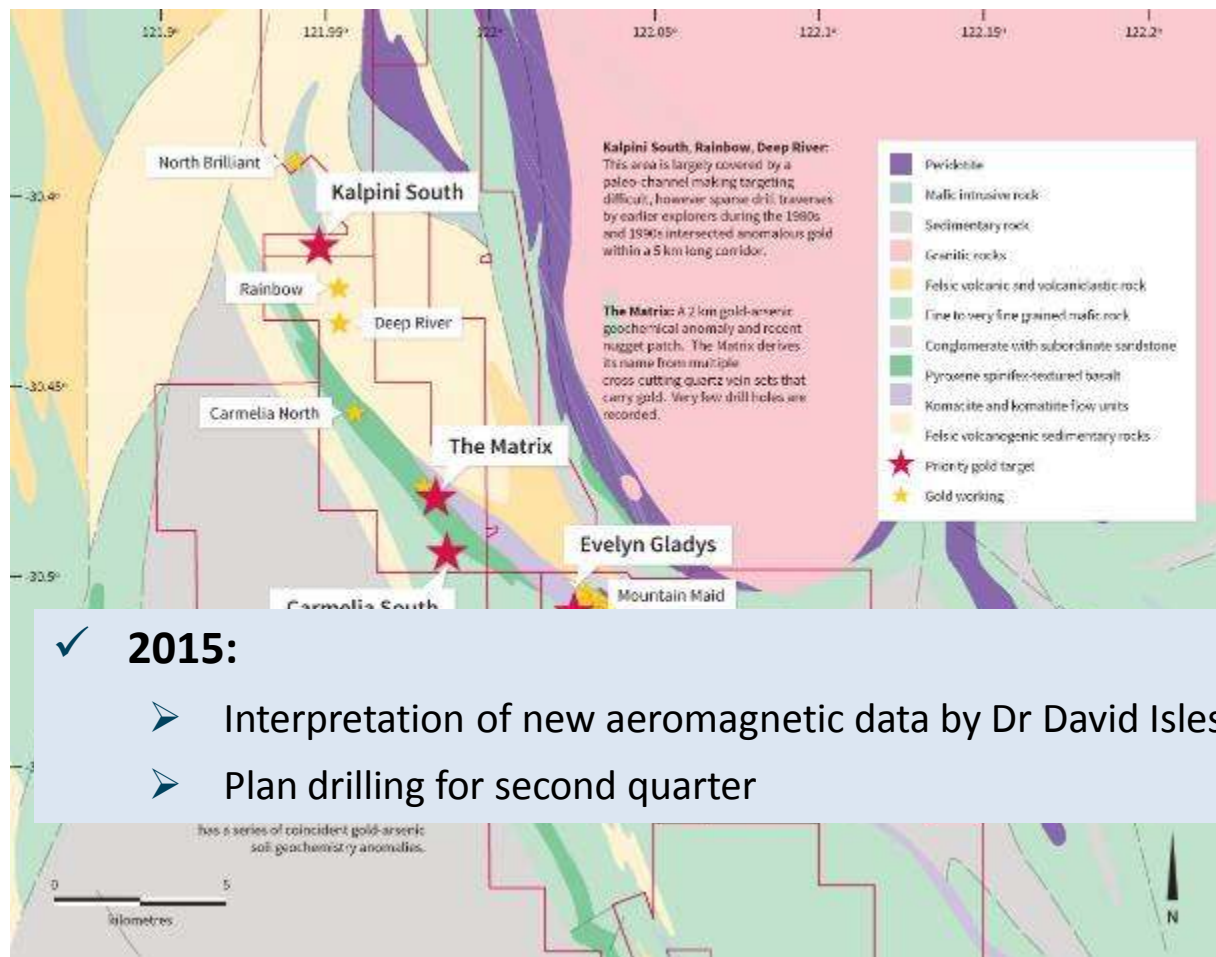 121.9°
121.95°
122°
122.05°
122.1°
122.15°
122.2°
-30.4°
-30.45°
-30.5°
North Brilliant
Kalpini South
Rainbow
Deep River
Carmelia North
The Matrix
Evelyn Gladys
Mountain Maid
Carmelia South
Kalpini South, Rainbow, Deep River:
This area is largely covered by a
paleo-channel making targeting
difficult, however sparse drill traverses
by earlier explorers during the 1980s
and 1990s intersected anomalous gold
within a 5 km long corridor.
The Matrix: A 2 km gold-arsenic
geochemical anomaly and recent
nugget patch. The Matrix derives
its name from multiple
cross-cutting quartz vein sets that
carry gold. Very few drill holes are
recorded.
Peridotite
Mafic intrusive rock
Sedimentary rock
Granitic rocks
Felsic volcanic and volcaniclastic rock
Fine to very fine grained mafic rock
Conglomerate with subordinate sandstone
Pyroxene spinifex-textured basalt
Komatiite and komatiite flow units
Felsic volcanogenic sedimentary rocks
Priority gold target
Gold working
✓ 2015:
➢ Interpretation of new aeromagnetic data by Dr David Isles
➢ Plan drilling for second quarter
has a series of coincident gold-arsenic
soil geochemistry anomalies.
0 5
kilometres
N